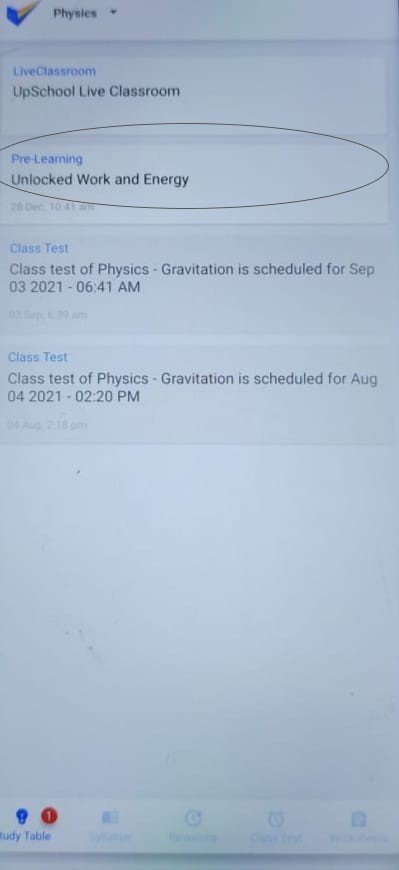 Physics
LiveClassroom
UpSchool Live Classroom
Pre-Learning
Unlocked Work and Energy
28 Dec, 10:41 am
Class Test
Class test of Physics - Gravitation is scheduled for Sep
03 2021 - 06:41 AM
03 Sep, 6:39 am
Class Test
Class test of Physics - Gravitation is scheduled for Aug
04 2021 - 02:20 PM
04 Aug, 2:18 pm
1
tudy Table Syllabus Revisions Class Test Worksheets